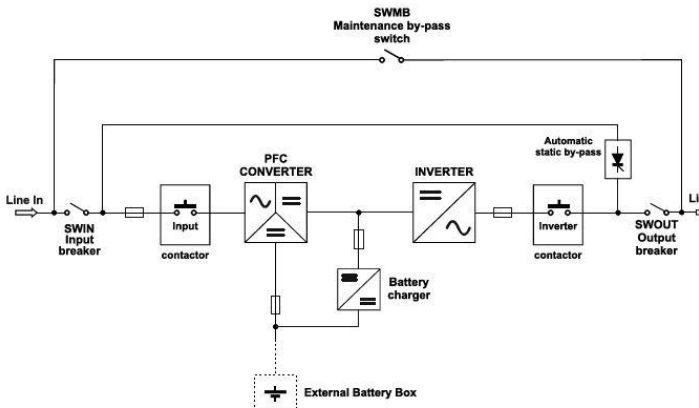 SWMB
Maintenance by-pass
switch
Automatic
static by-pass
PFC
CONVERTER
INVERTER
Line In
Li
SWIN
Input
breaker
Input
contactor
Inverter
contactor
SWOUT
Output
breaker
Battery
charger
External Battery Box